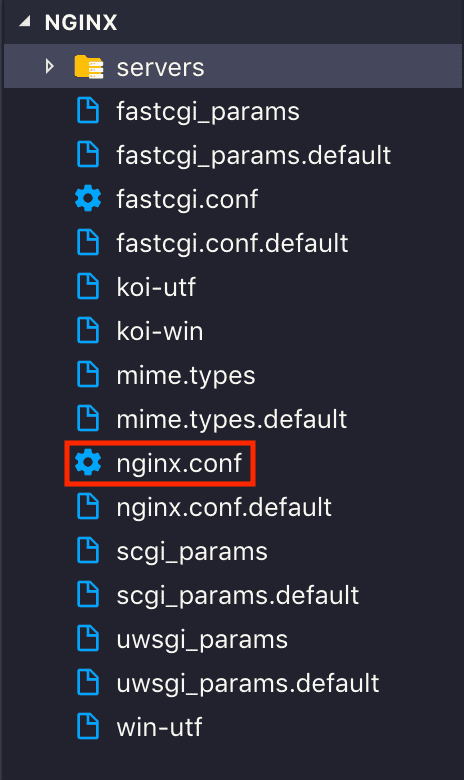 NGINX
servers
fastcgi_params
fastcgi_params.default
fastcgi.conf
fastcgi.conf.default
koi-utf
koi-win
mime.types
mime.types.default
nginx.conf
nginx.conf.default
scgi_params
scgi_params.default
uwsgi_params
uwsgi_params.default
win-utf